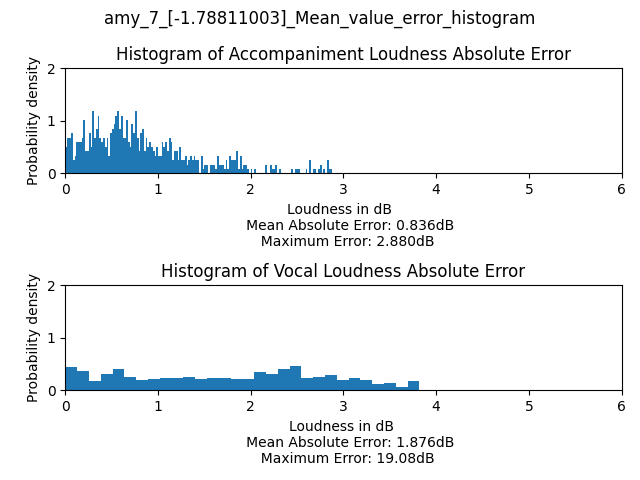 amy_7_[-1.78811003]_Mean_value_error_histogram
Histogram of Accompaniment Loudness Absolute Error
Probability density
2
1
0
0 1 2 3 4 5 6
Loudness in dB
Mean Absolute Error: 0.836dB
Maximum Error: 2.880dB
Histogram of Vocal Loudness Absolute Error
Probability density
2
1
0
0 1 2 3 4 5 6
Loudness in dB
Mean Absolute Error: 1.876dB
Maximum Error: 19.08dB